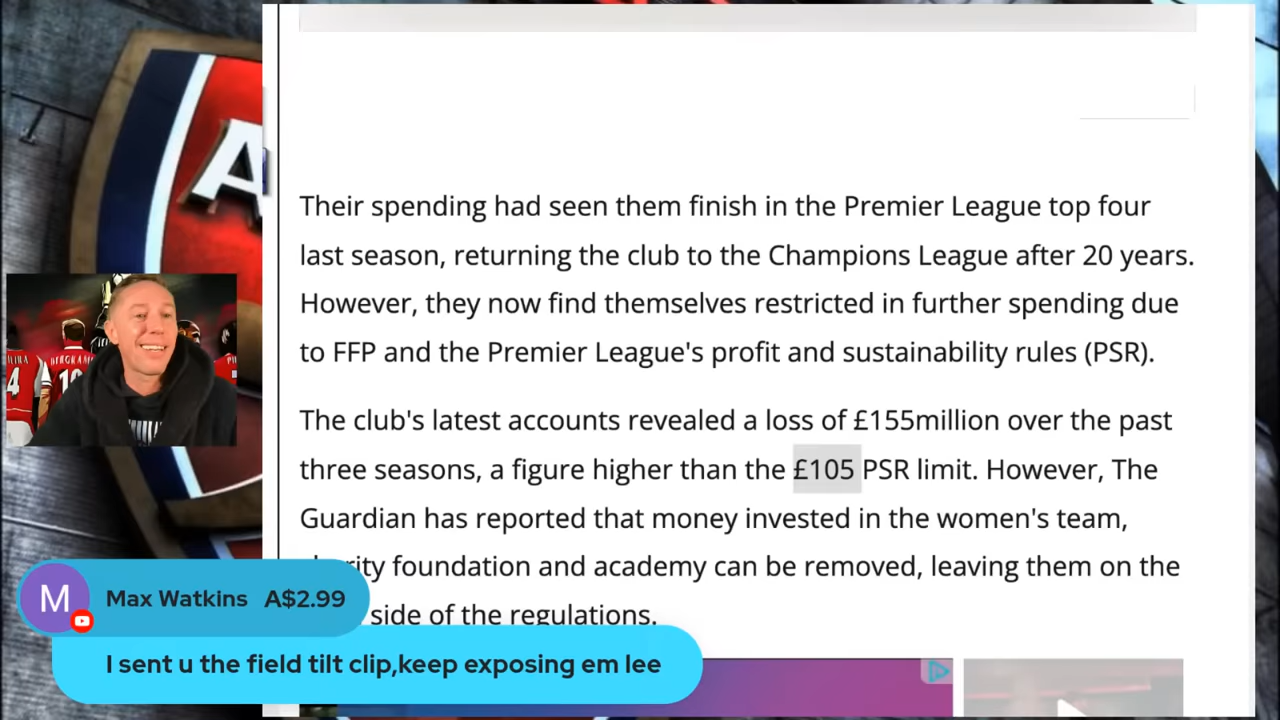 Their spending had seen them finish in the Premier League top four
last season, returning the club to the Champions League after 20 years.
However, they now find themselves restricted in further spending due
to FFP and the Premier League's profit and sustainability rules (PSR).
The club's latest accounts revealed a loss of £155million over the past
three seasons, a figure higher than the £105 PSR limit. However, The
Guardian has reported that money invested in the women's team,
foundation and academy can be removed, leaving them on the
side of the regulations.
A
4
BERGKAMP
10
Max Watkins A$2.99
M
I sent u the field tilt clip,keep exposing em lee